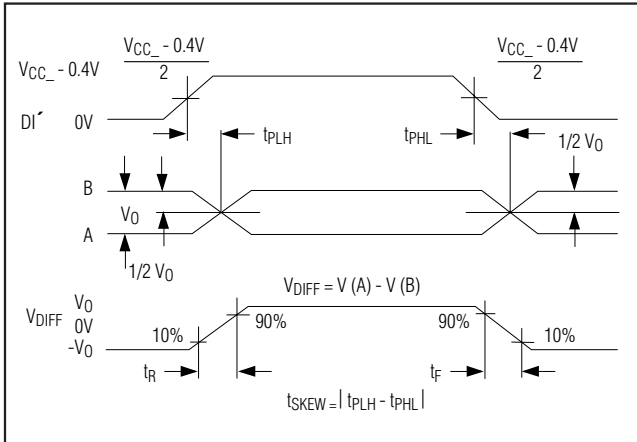 VCC_ - 0.4V
2
VCC_ - 0.4V
2
VCC_ - 0.4V
DI´ 0V
tPLH
tPHL
1/2 VO
B
VO
A
1/2 VO
VDIFF = V (A) - V (B)
VO
VDIFF 0V
-VO
10%
90%
90%
10%
tR
tF
tSKEW = | tPLH - tPHL |